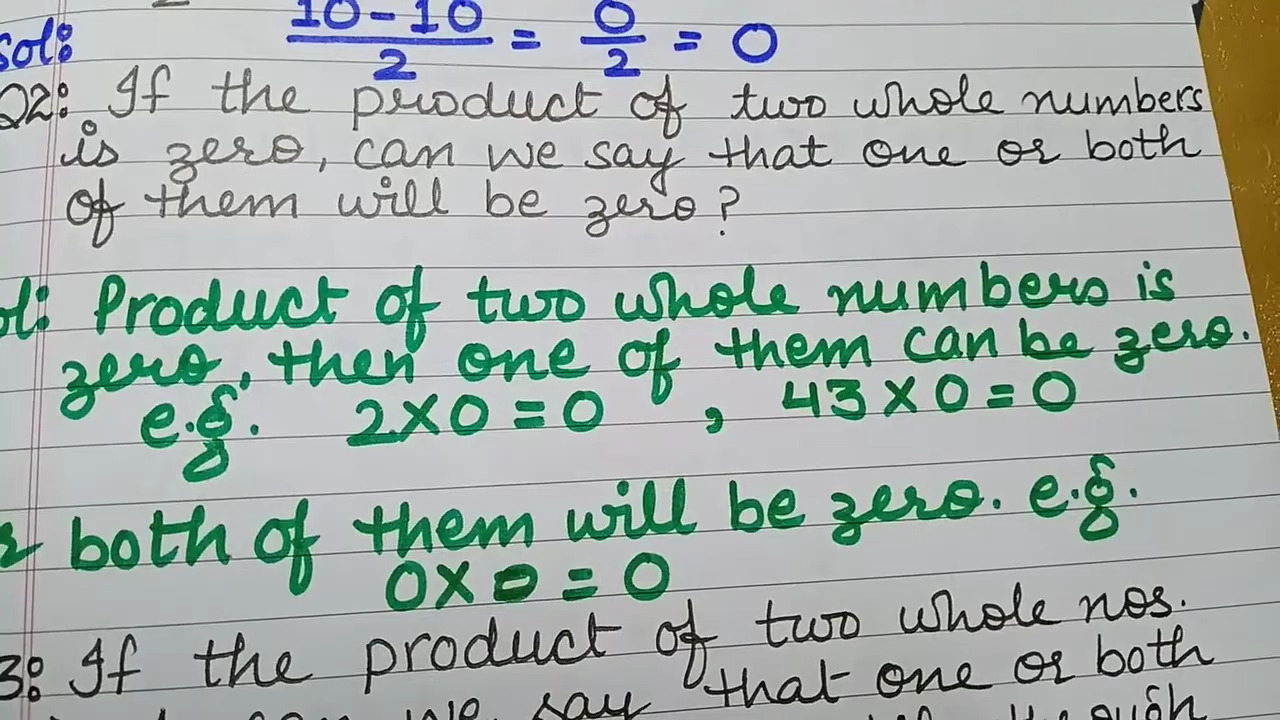 sol: 10-10/2 = 0/2 = 0
Q2: If the product of two whole numbers
is zero, can we say that one or both
of them will be zero?
ol: Product of two whole numbers is
zero, then one of them can be zero.
e.g. 2×0=0 , 43×0=0
both of them will be zero. e.g.
0×0=0
3: If the product of two whole nos.
we say that one or both